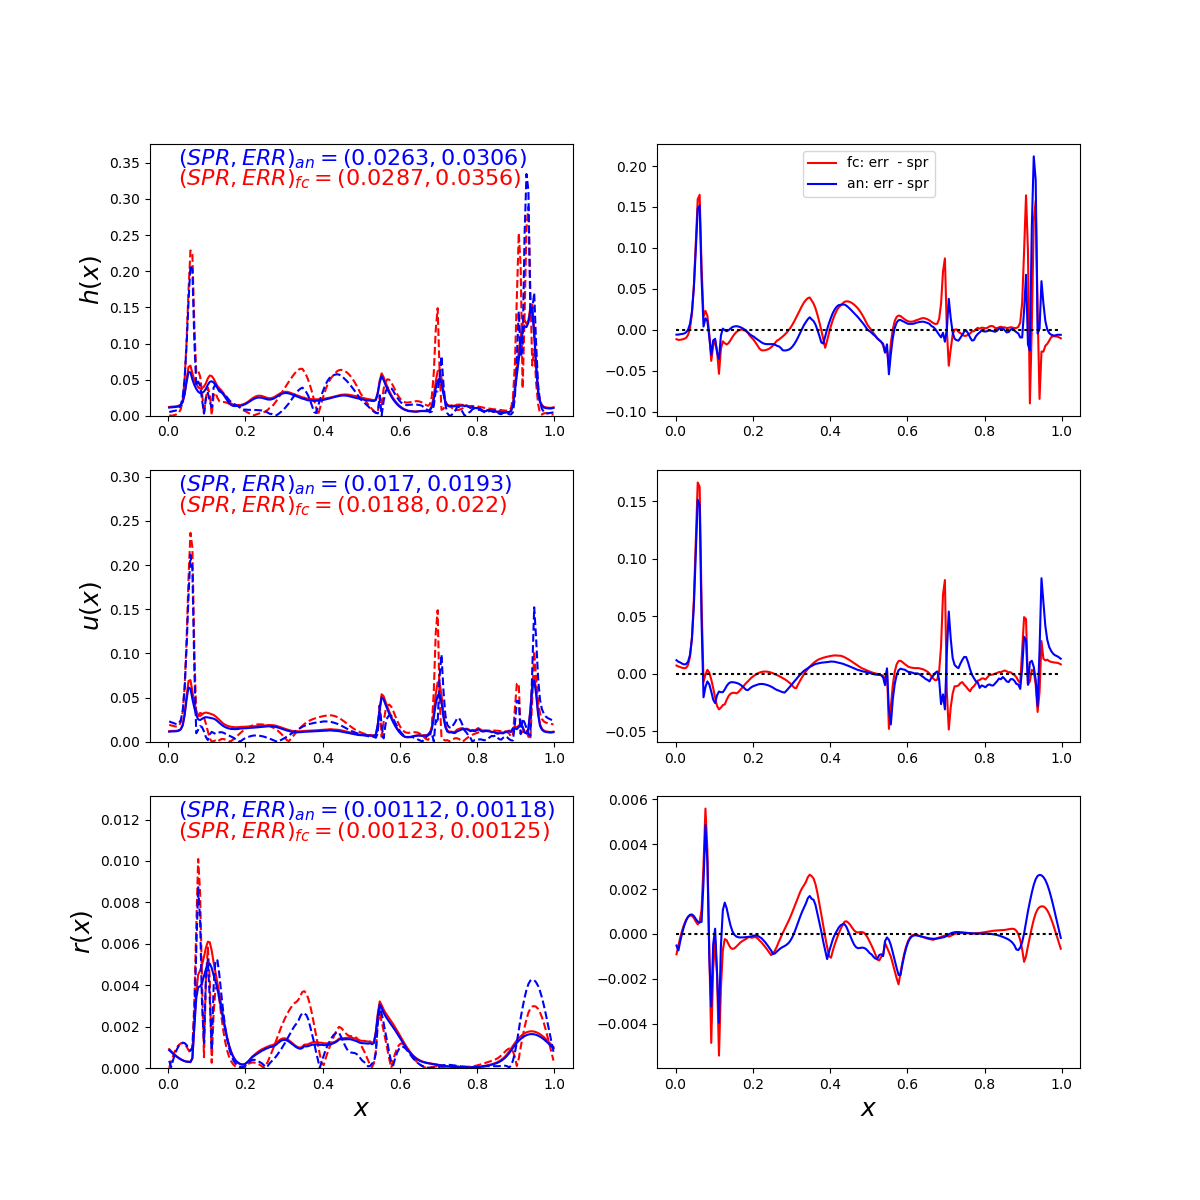 (SPR, ERR)an = (0.0263, 0.0306)
(SPR, ERR)fc = (0.0287, 0.0356)
h(x)
0.35
0.30
0.25
0.20
0.15
0.10
0.05
0.00
0.0 0.2 0.4 0.6 0.8 1.0
fc: err - spr
an: err - spr
0.20
0.15
0.10
0.05
0.00
−0.05
−0.10
0.0 0.2 0.4 0.6 0.8 1.0
(SPR, ERR)an = (0.017, 0.0193)
(SPR, ERR)fc = (0.0188, 0.022)
u(x)
0.30
0.25
0.20
0.15
0.10
0.05
0.00
0.0 0.2 0.4 0.6 0.8 1.0
0.15
0.10
0.05
0.00
−0.05
0.0 0.2 0.4 0.6 0.8 1.0
(SPR, ERR)an = (0.00112, 0.00118)
(SPR, ERR)fc = (0.00123, 0.00125)
r(x)
0.012
0.010
0.008
0.006
0.004
0.002
0.000
0.0 0.2 0.4 0.6 0.8 1.0
x
0.006
0.004
0.002
0.000
−0.002
−0.004
0.0 0.2 0.4 0.6 0.8 1.0
x